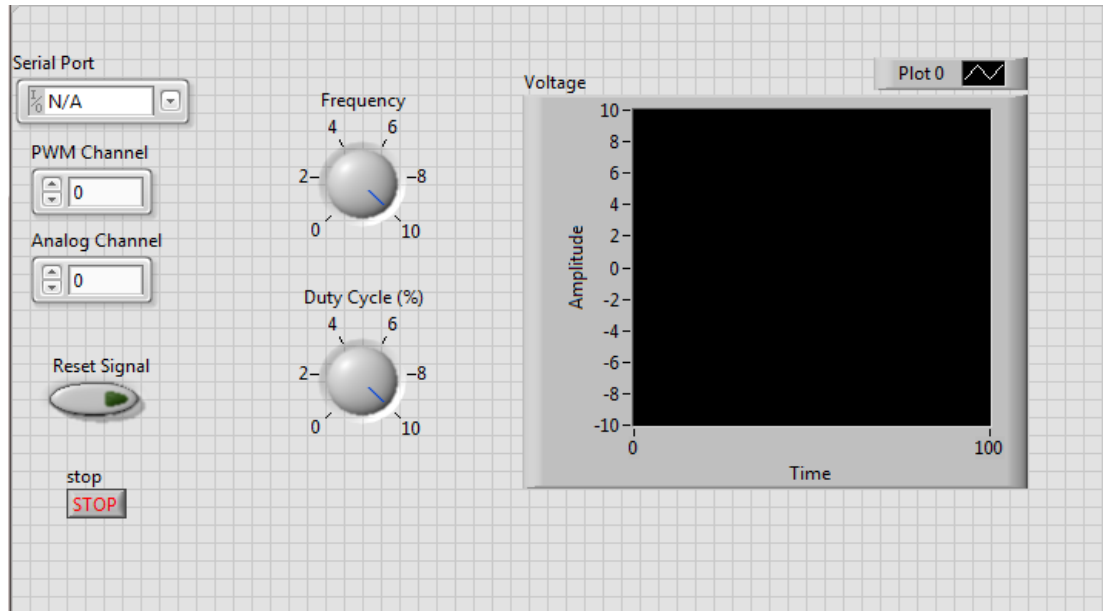 Serial Port
I/O N/A
PWM Channel
0
Analog Channel
0
Reset Signal
stop
STOP
Frequency
4 6
2 8
0 10
Duty Cycle (%)
4 6
2 8
0 10
Voltage
Plot 0
Amplitude
10
8
6
4
2
0
-2
-4
-6
-8
-10
0 100
Time